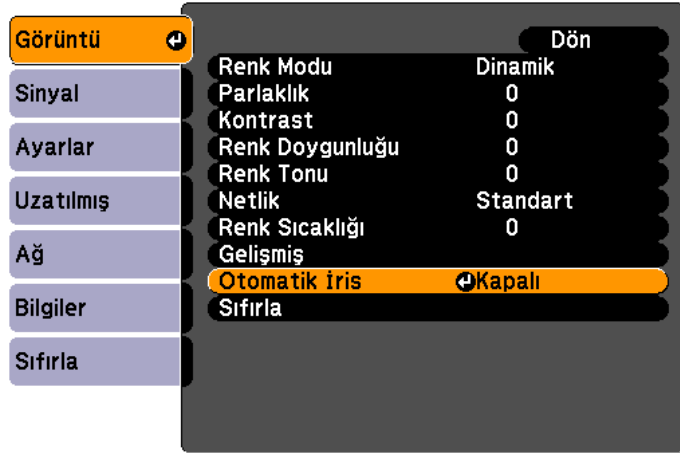 Görüntü
Sinyal
Ayarlar
Uzatılmış
Ağ
Bilgiler
Sıfırla
Dön
Renk Modu Dinamik
Parlaklık 0
Kontrast 0
Renk Doygunluğu 0
Renk Tonu 0
Netlik Standart
Renk Sıcaklığı 0
Gelişmiş
Otomatik İris Kapalı
Sıfırla